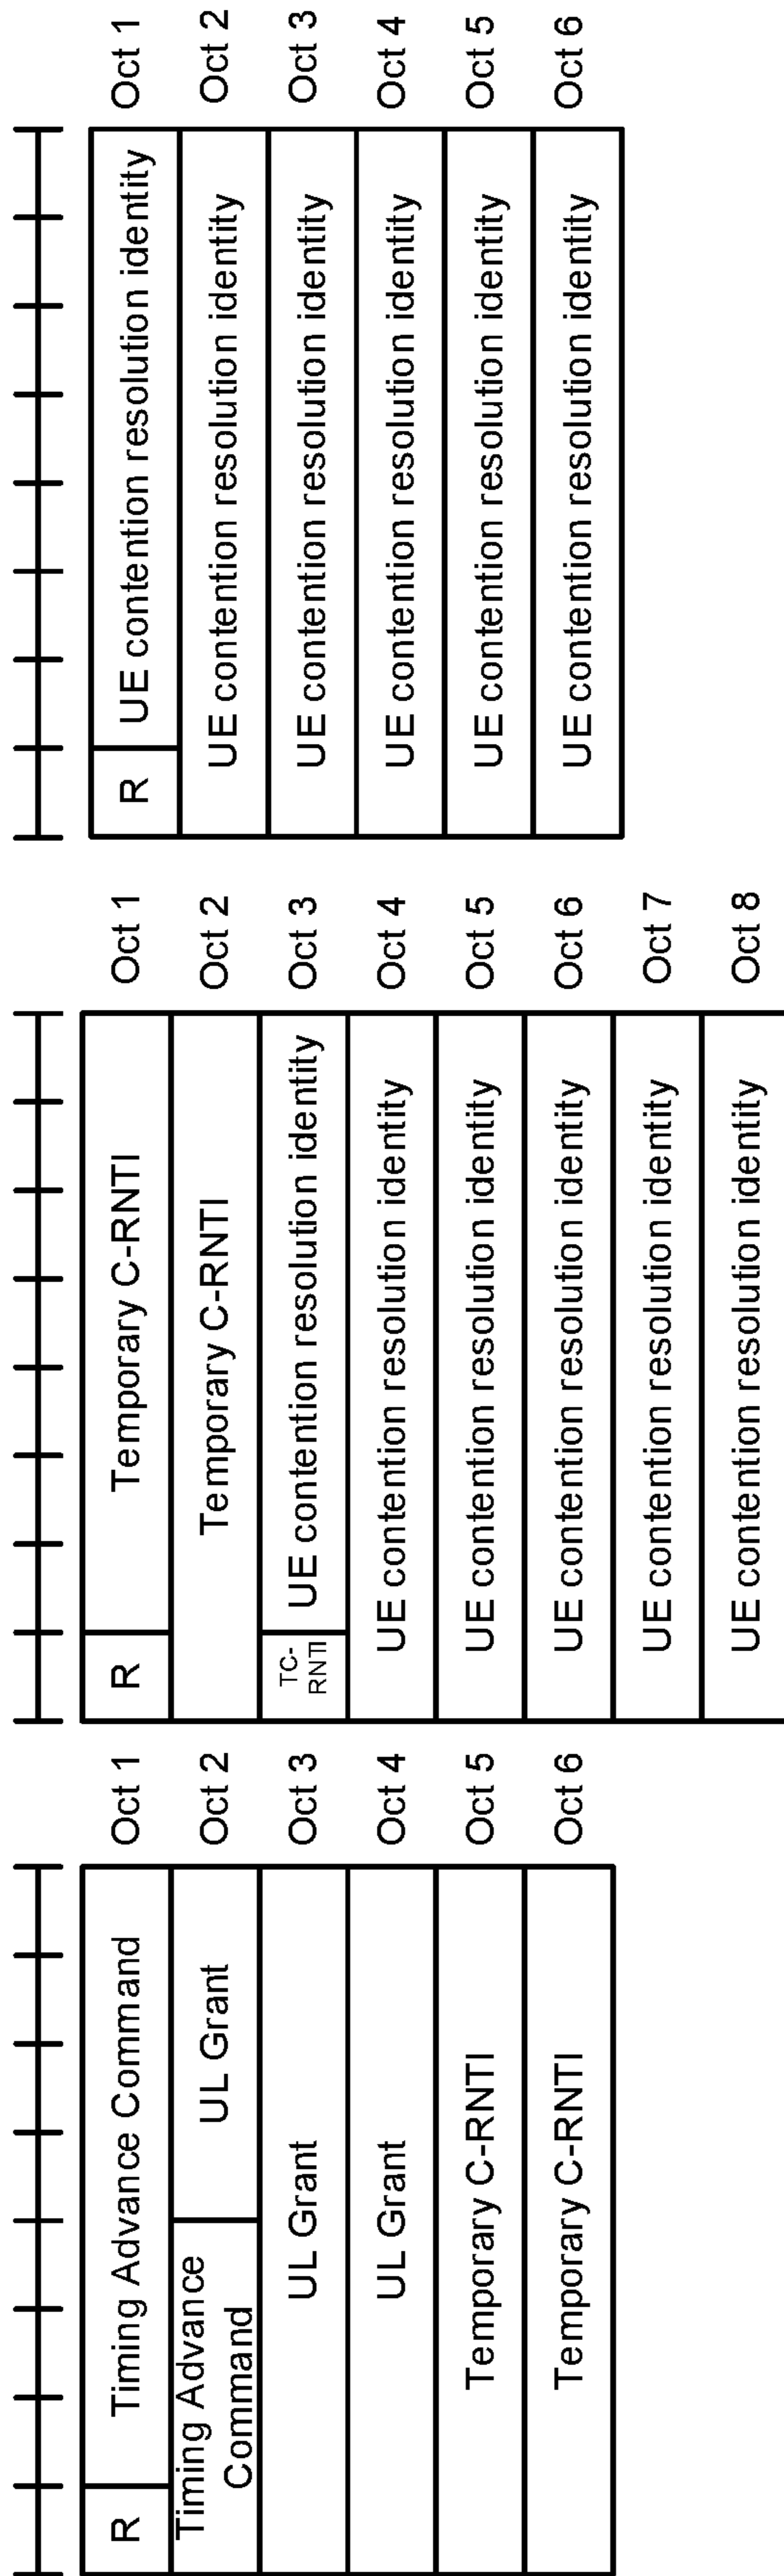 R Timing Advance Command Oct 1
Timing Advance
Command
UL Grant Oct 2
UL Grant Oct 3
UL Grant Oct 4
Temporary C-RNTI Oct 5
Temporary C-RNTI Oct 6
R Temporary C-RNTI Oct 1
Temporary C-RNTI Oct 2
TC-
RNTI
UE contention resolution identity Oct 3
UE contention resolution identity Oct 4
UE contention resolution identity Oct 5
UE contention resolution identity Oct 6
UE contention resolution identity Oct 7
UE contention resolution identity Oct 8
R UE contention resolution identity Oct 1
UE contention resolution identity Oct 2
UE contention resolution identity Oct 3
UE contention resolution identity Oct 4
UE contention resolution identity Oct 5
UE contention resolution identity Oct 6